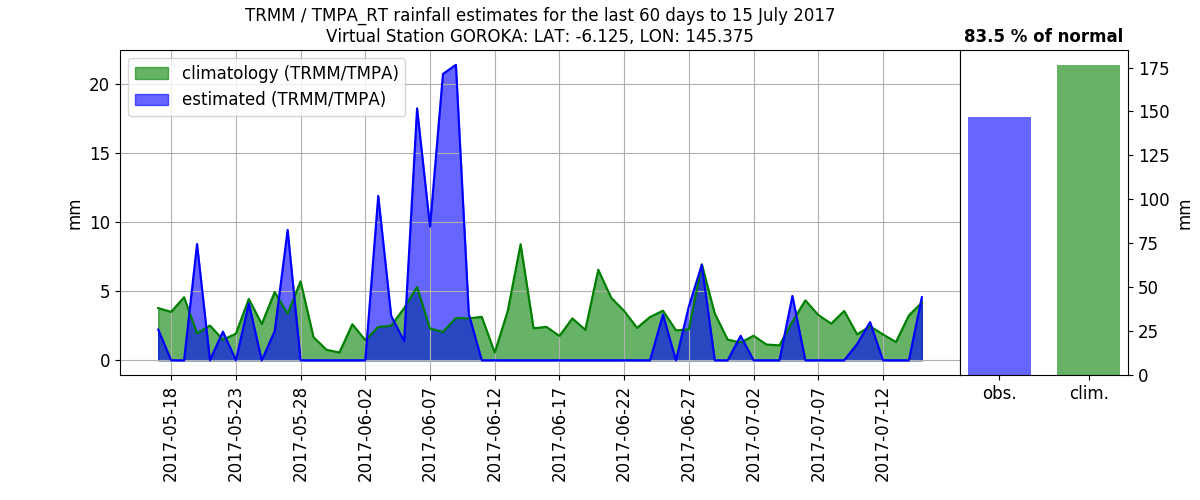 TRMM / TMPA_RT rainfall estimates for the last 60 days to 15 July 2017
Virtual Station GOROKA: LAT: -6.125, LON: 145.375
83.5 % of normal
climatology (TRMM/TMPA)
estimated (TRMM/TMPA)
mm
20
15
10
5
0
2017-05-18
2017-05-23
2017-05-28
2017-06-02
2017-06-07
2017-06-12
2017-06-17
2017-06-22
2017-06-27
2017-07-02
2017-07-07
2017-07-12
obs.
clim.
175
150
125
100
75
50
25
0
mm